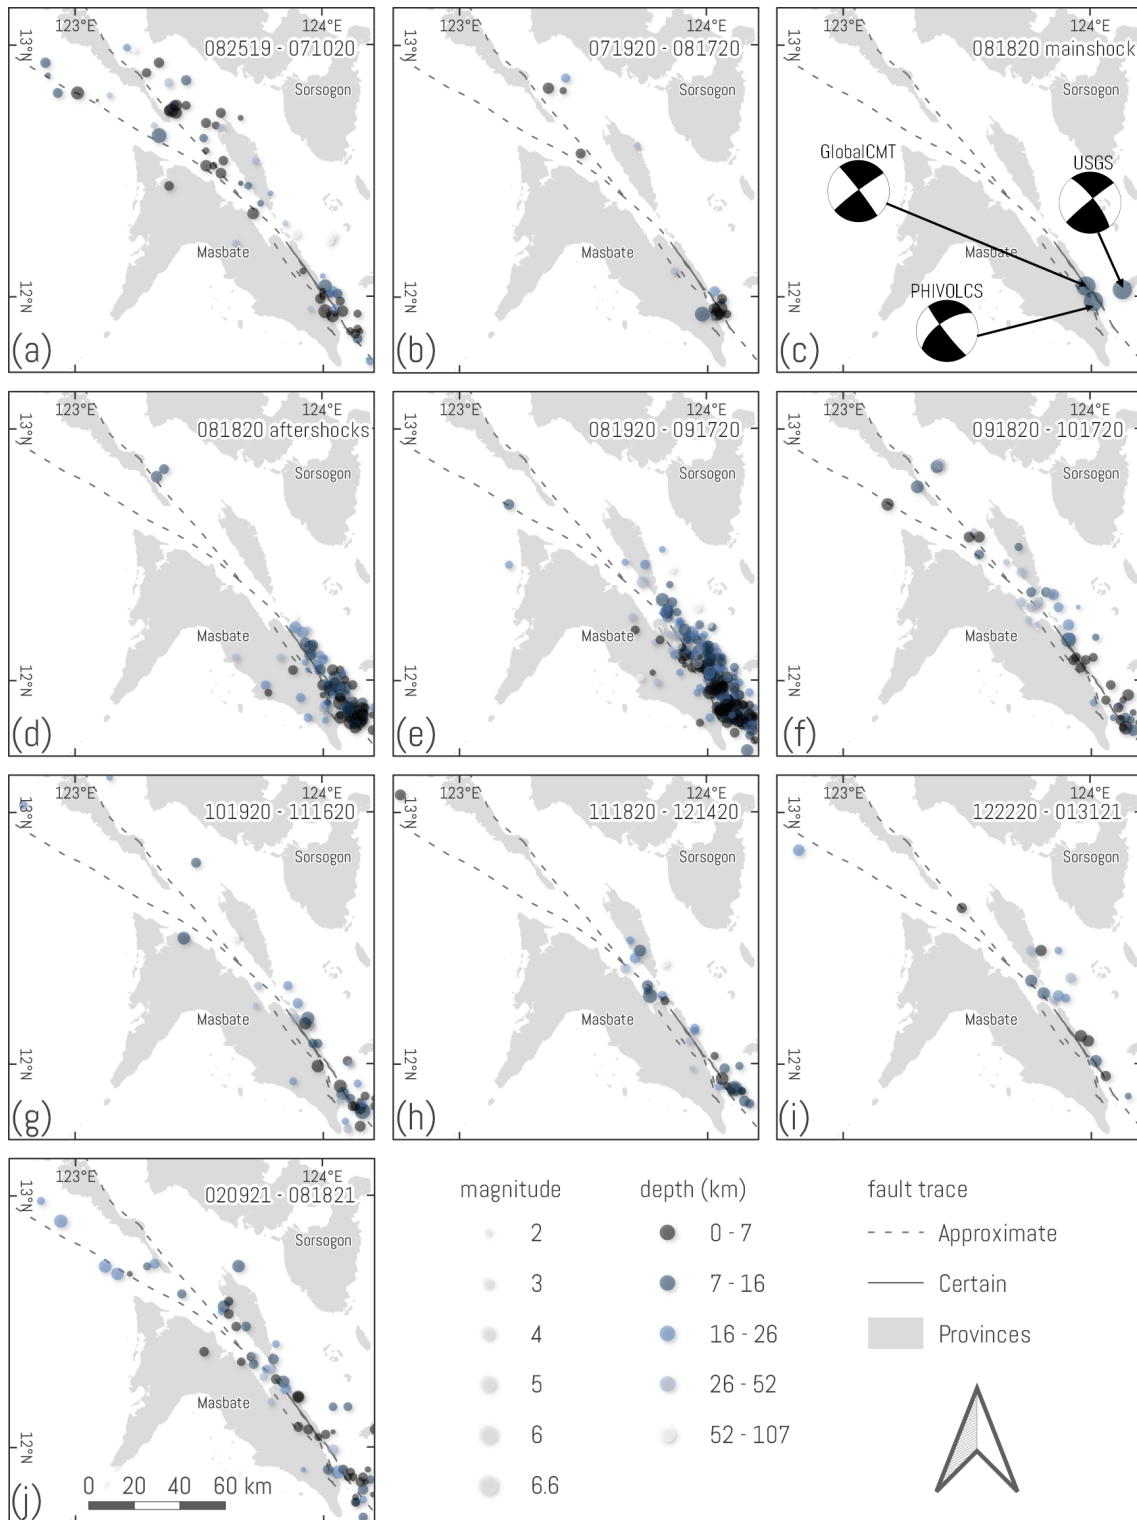 123°E 124°E
13°N
082519 - 071020
Sorsogon
Masbate
12°N
(a)
123°E 124°E
13°N
071920 - 081720
Sorsogon
Masbate
12°N
(b)
123°E 124°E
13°N
081820 mainshock
Sorsogon
GlobalCMT
USGS
Masbate
PHIVOLCS
12°N
(c)
123°E 124°E
13°N
081820 aftershocks
Sorsogon
Masbate
12°N
(d)
123°E 124°E
13°N
081920 - 091720
Sorsogon
Masbate
12°N
(e)
123°E 124°E
13°N
091820 - 101720
Sorsogon
Masbate
12°N
(f)
123°E 124°E
13°N
101920 - 111620
Sorsogon
Masbate
12°N
(g)
123°E 124°E
13°N
111820 - 121420
Sorsogon
Masbate
12°N
(h)
123°E 124°E
13°N
122220 - 013121
Sorsogon
Masbate
12°N
(i)
123°E 124°E
13°N
020921 - 081821
Sorsogon
Masbate
12°N
0 20 40 60 km
(j)
magnitude
2
3
4
5
6
6.6
depth (km)
0 - 7
7 - 16
16 - 26
26 - 52
52 - 107
fault trace
Approximate
Certain
Provinces